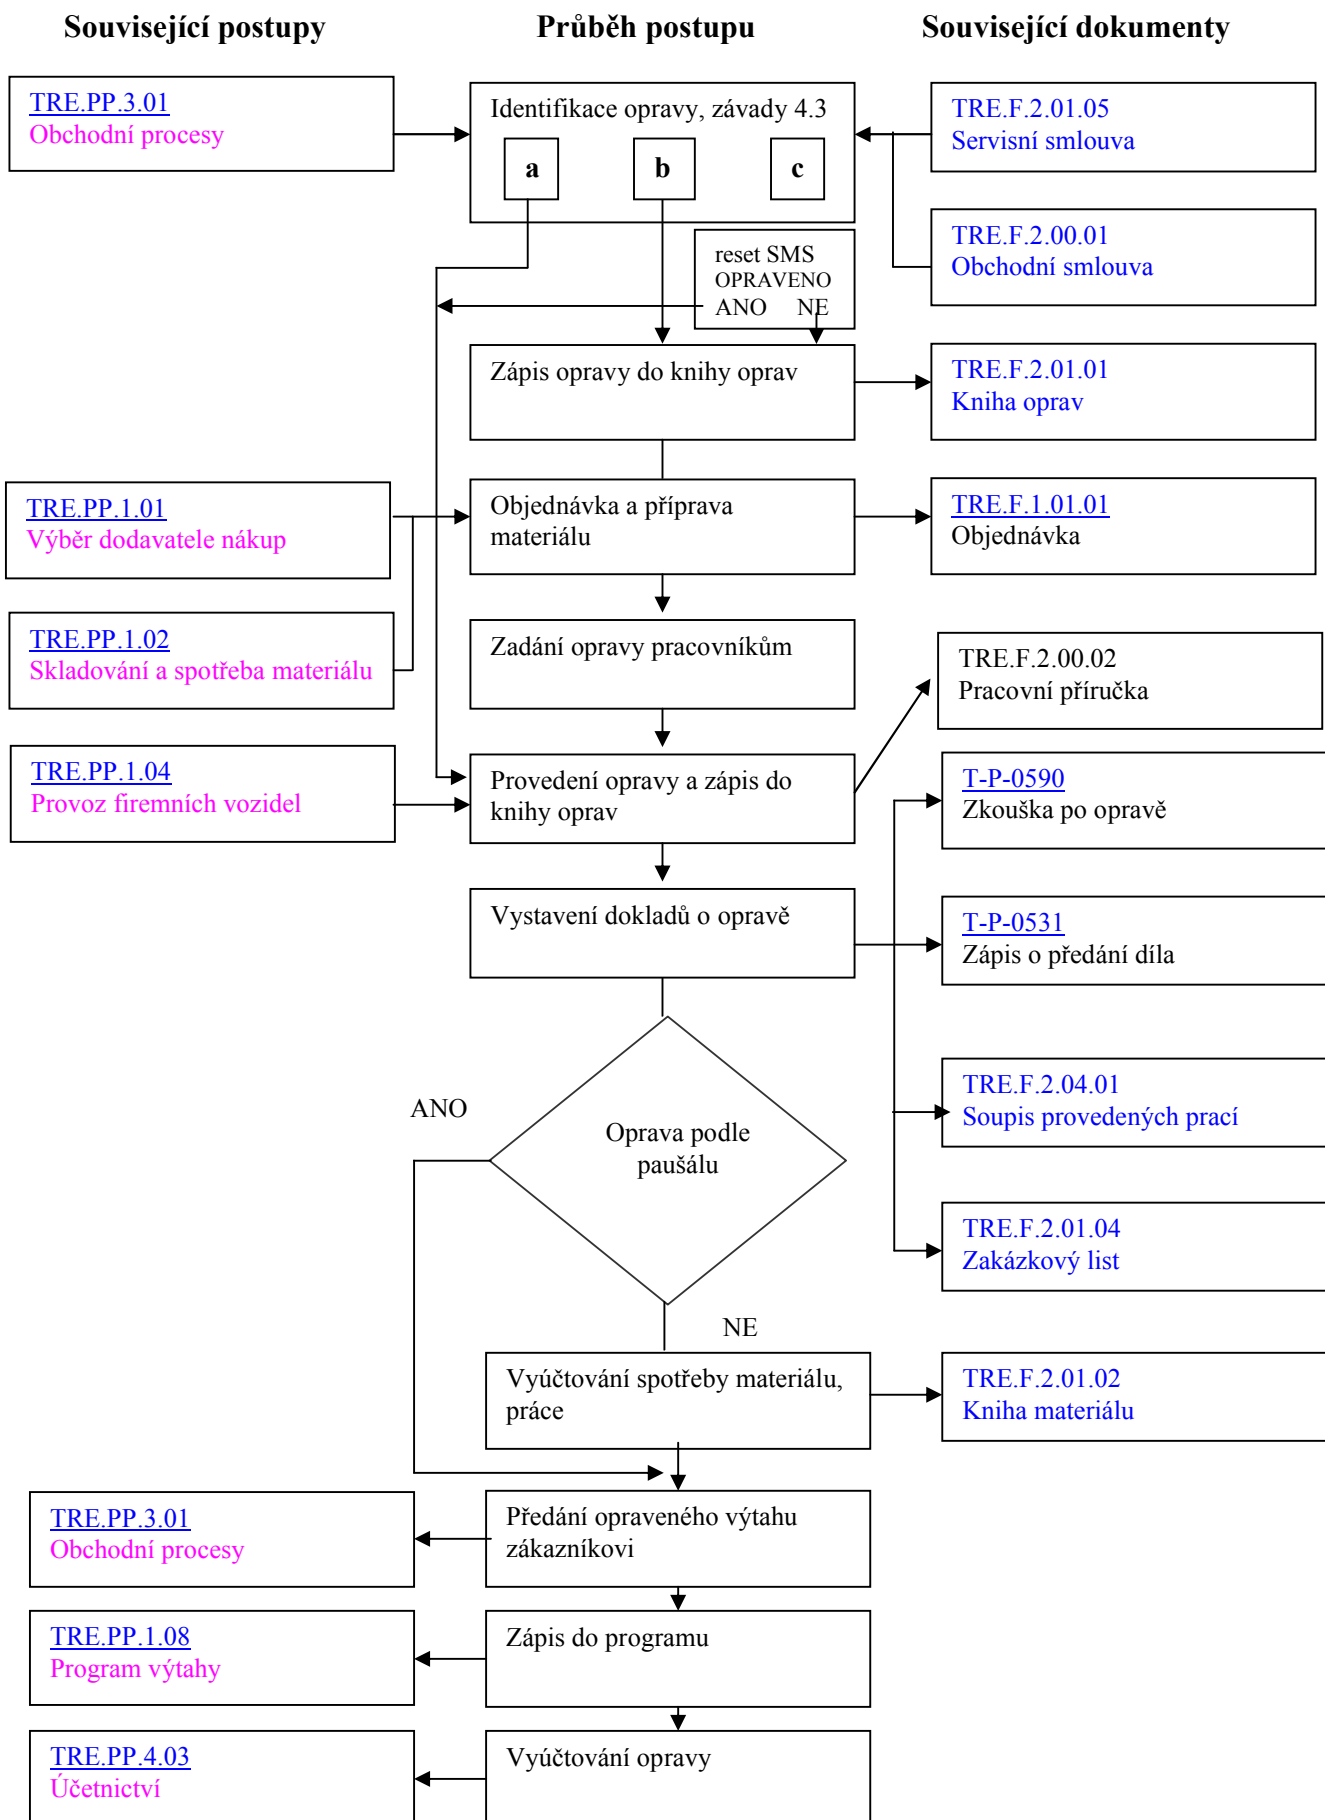 Související postupy
Průběh postupu
Související dokumenty
TRE.PP.3.01
Obchodní procesy
Identifikace opravy, závady 4.3
a
b
c
TRE.F.2.01.05
Servisní smlouva
TRE.F.2.00.01
Obchodní smlouva
reset SMS
OPRAVENO
ANO NE
Zápis opravy do knihy oprav
TRE.F.2.01.01
Kniha oprav
TRE.PP.1.01
Výběr dodavatele nákup
Objednávka a příprava
materiálu
TRE.F.1.01.01
Objednávka
TRE.PP.1.02
Skladování a spotřeba materiálu
Zadání opravy pracovníkům
TRE.F.2.00.02
Pracovní příručka
TRE.PP.1.04
Provoz firemních vozidel
Provedení opravy a zápis do
knihy oprav
T-P-0590
Zkouška po opravě
Vystavení dokladů o opravě
T-P-0531
Zápis o předání díla
ANO
Oprava podle
paušálu
TRE.F.2.04.01
Soupis provedených prací
TRE.F.2.01.04
Zakázkový list
NE
Vyúčtování spotřeby materiálu,
práce
TRE.F.2.01.02
Kniha materiálu
TRE.PP.3.01
Obchodní procesy
Předání opraveného výtahu
zákazníkovi
TRE.PP.1.08
Program výtahy
Zápis do programu
TRE.PP.4.03
Účetnictví
Vyúčtování opravy